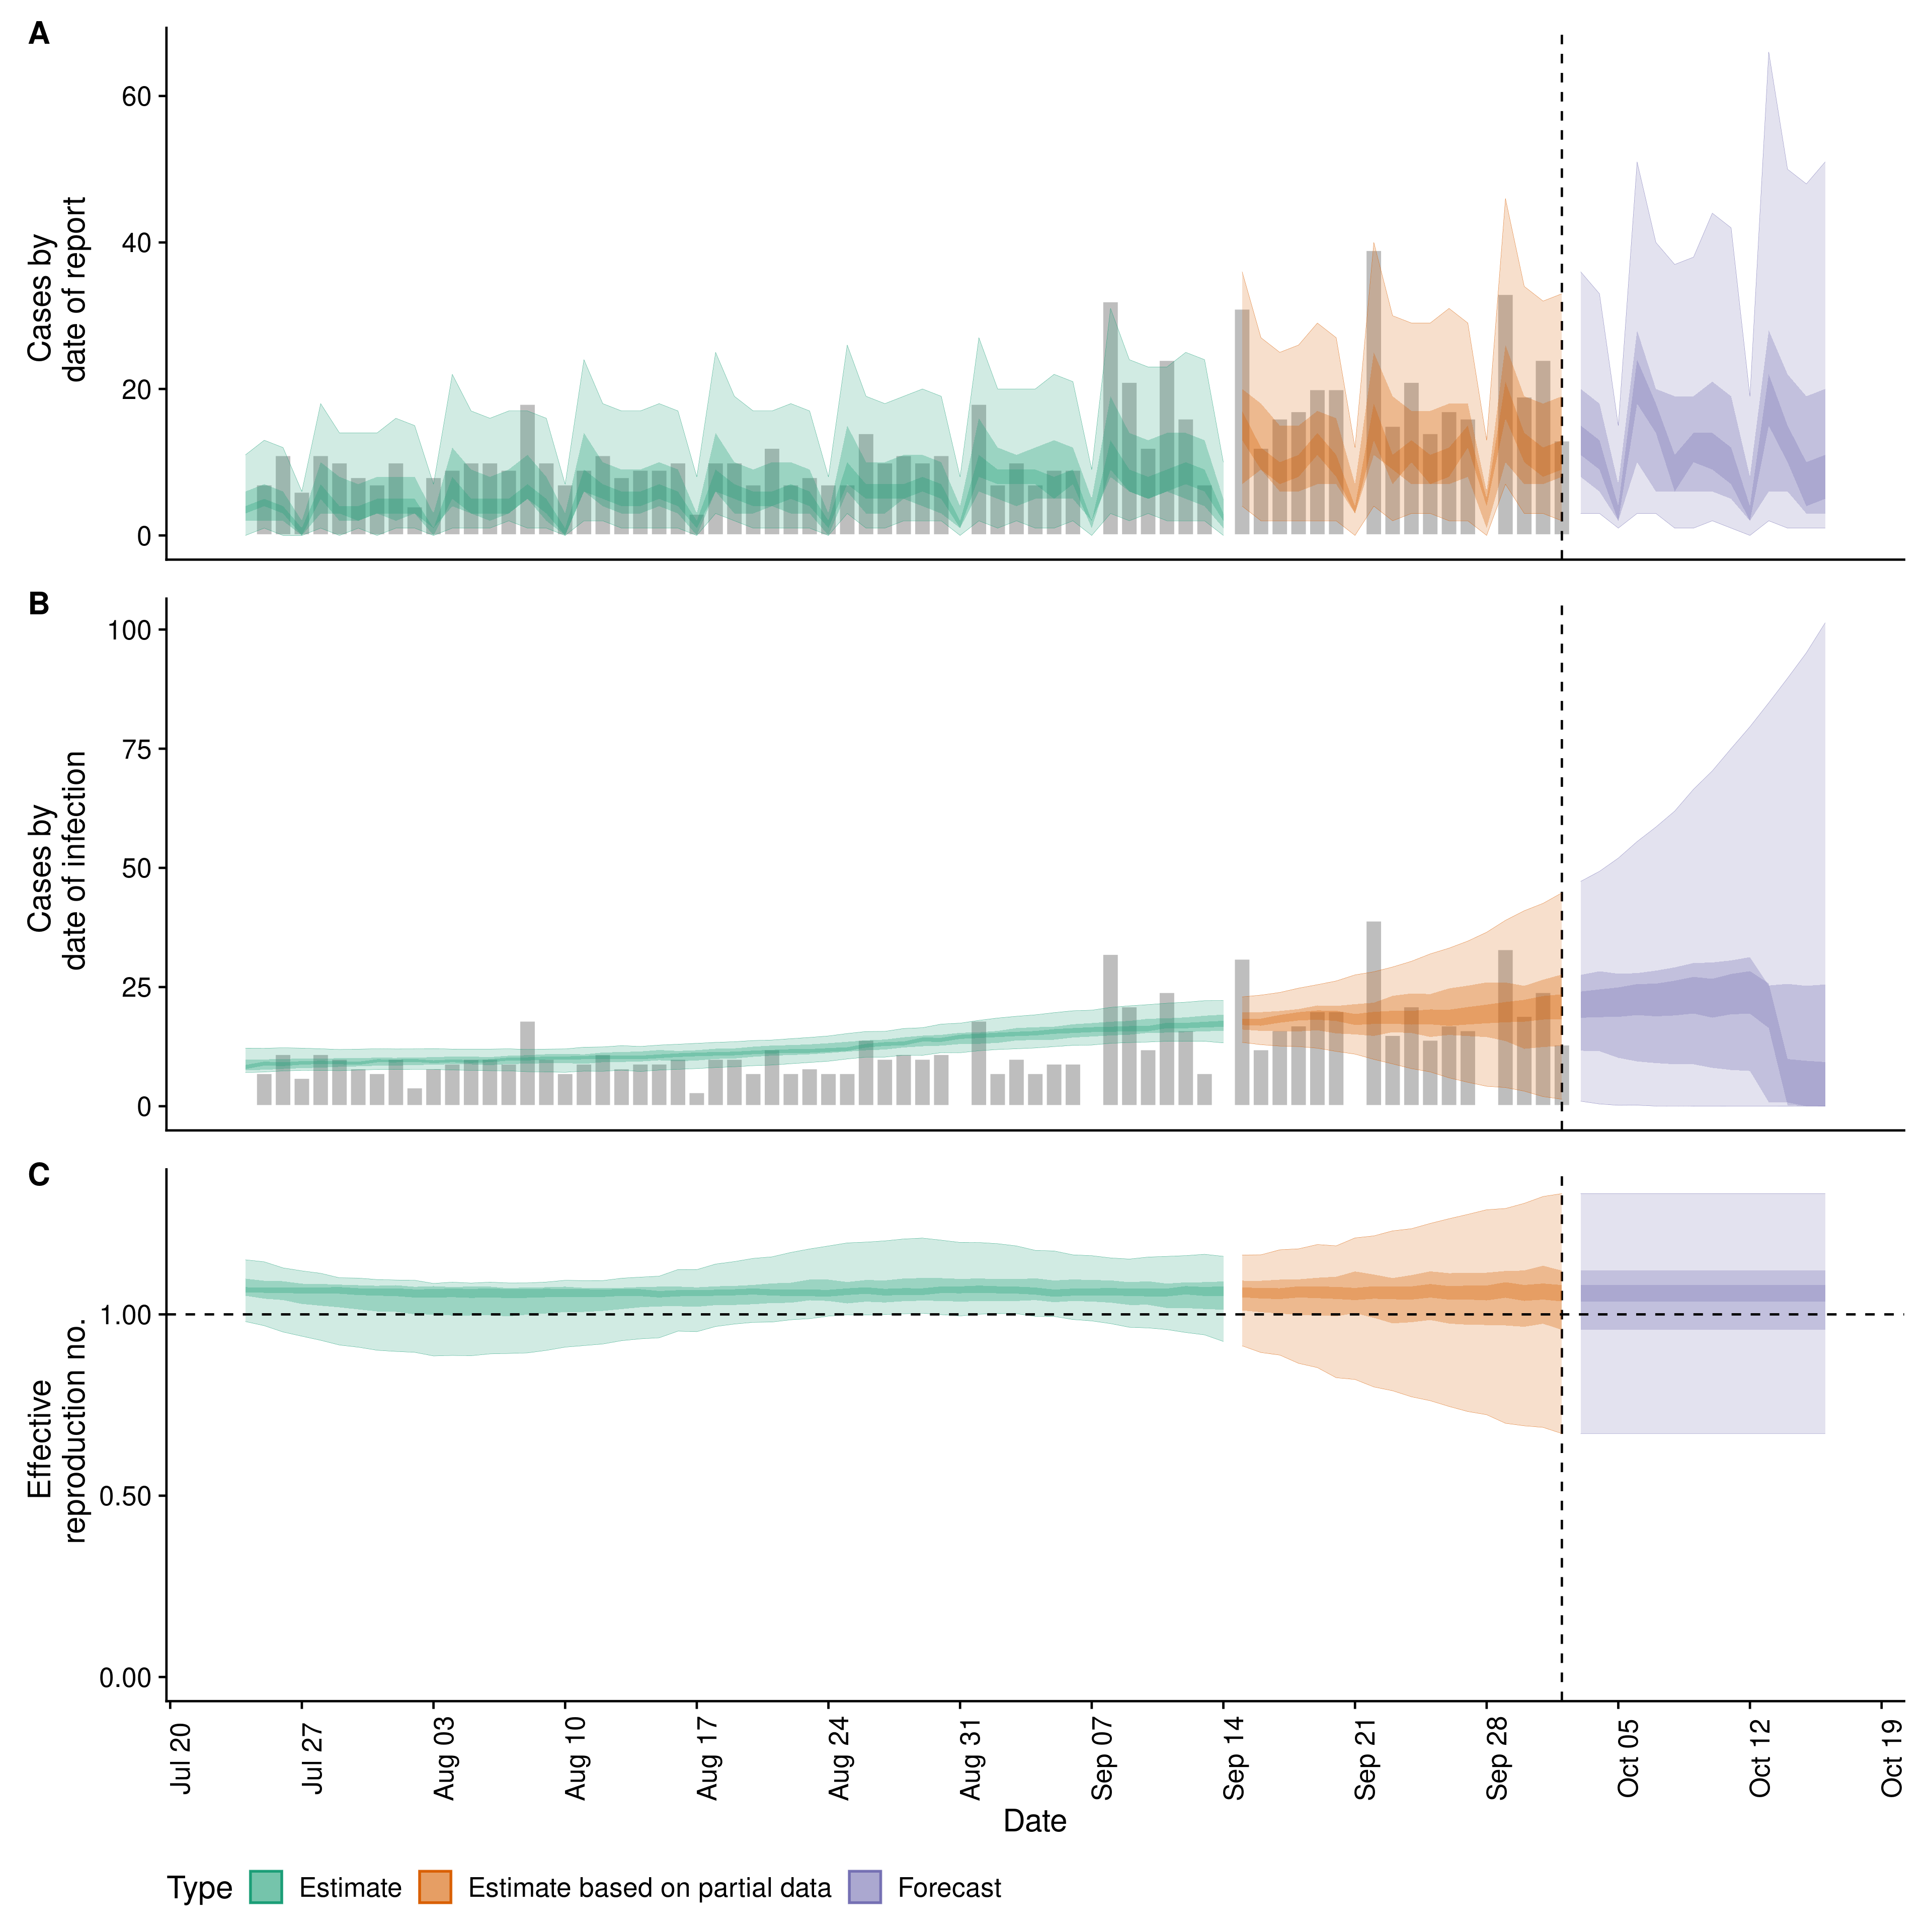 A
Cases by
date of report
60
40
20
0
B
Cases by
date of infection
100
75
50
25
0
C
Effective
reproduction no.
1.00
0.50
0.00
Jul 20
Jul 27
Aug 03
Aug 10
Aug 17
Aug 24
Aug 31
Sep 07
Sep 14
Sep 21
Sep 28
Oct 05
Oct 12
Oct 19
Date
Type Estimate Estimate based on partial data Forecast